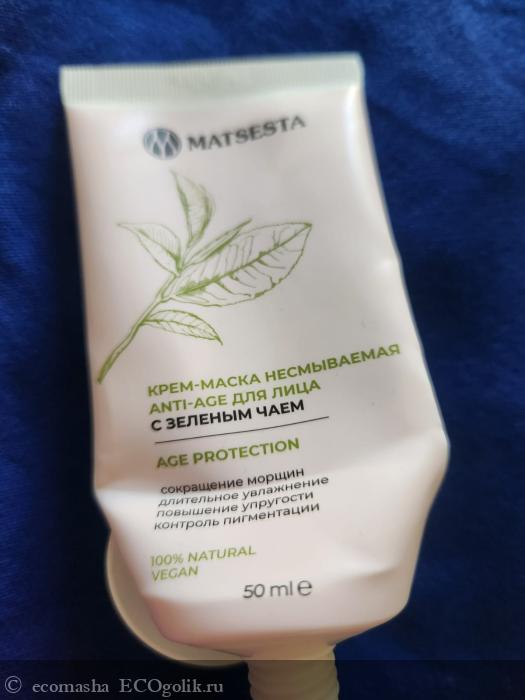 MATSESTA
КРЕМ-МАСКА НЕСМЫВАЕМАЯ
ANTI-AGE ДЛЯ ЛИЦА
С ЗЕЛЕНЫМ ЧАЕМ
AGE PROTECTION
сокращение морщин
длительное увлажнение
повышение упругости
контроль пигментации
100% NATURAL
VEGAN
50 ml ℮
© ecomasha ECOgolik.ru